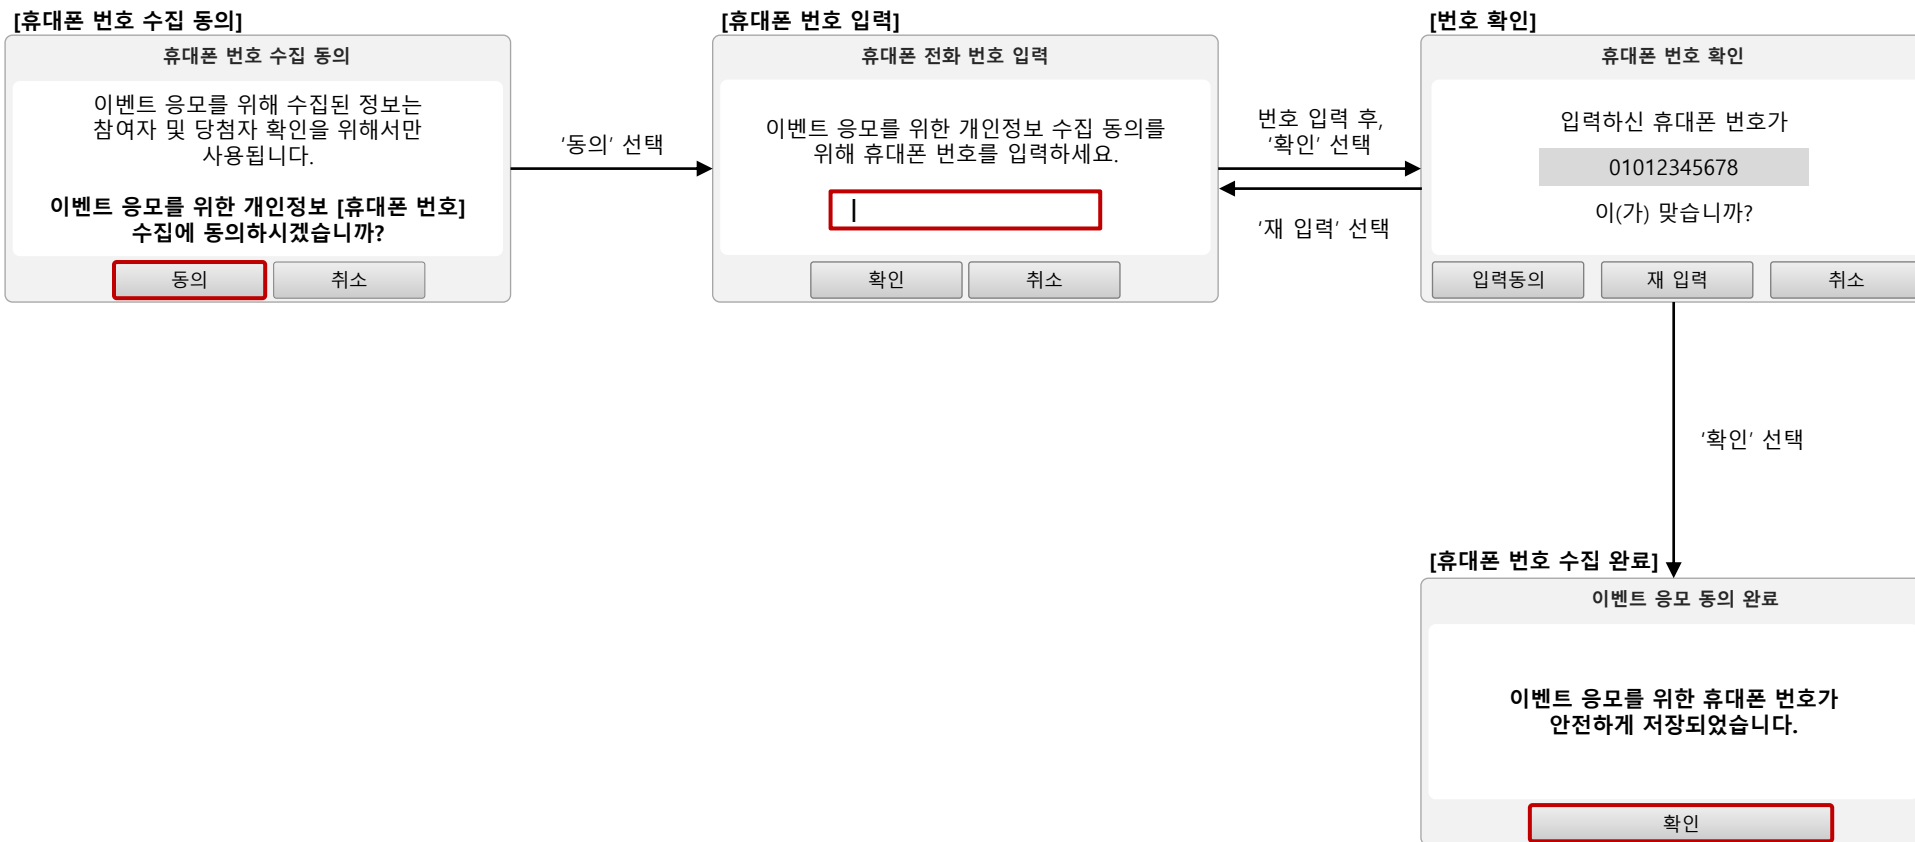 [휴대폰 번호 수집 동의]
휴대폰 번호 수집 동의
이벤트 응모를 위해 수집된 정보는
참여자 및 당첨자 확인을 위해서만
사용됩니다.
이벤트 응모를 위한 개인정보 [휴대폰 번호]
수집에 동의하시겠습니까?
동의
취소
'동의' 선택
[휴대폰 번호 입력]
휴대폰 전화 번호 입력
이벤트 응모를 위한 개인정보 수집 동의를
위해 휴대폰 번호를 입력하세요.
확인
취소
번호 입력 후,
'확인' 선택
'재 입력' 선택
[번호 확인]
휴대폰 번호 확인
입력하신 휴대폰 번호가
01012345678
이(가) 맞습니까?
입력동의
재 입력
취소
'확인' 선택
[휴대폰 번호 수집 완료]
이벤트 응모 동의 완료
이벤트 응모를 위한 휴대폰 번호가
안전하게 저장되었습니다.
확인